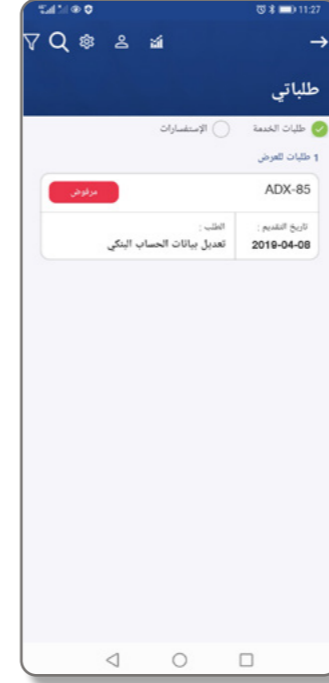 11:27
طلباتي
طلبات الخدمة الإستفسارات
1 طلبات للعرض
ADX-85 مرفوض
تاريخ التقديم : الطلب :
2019-04-08 تعديل بيانات الحساب البنكي